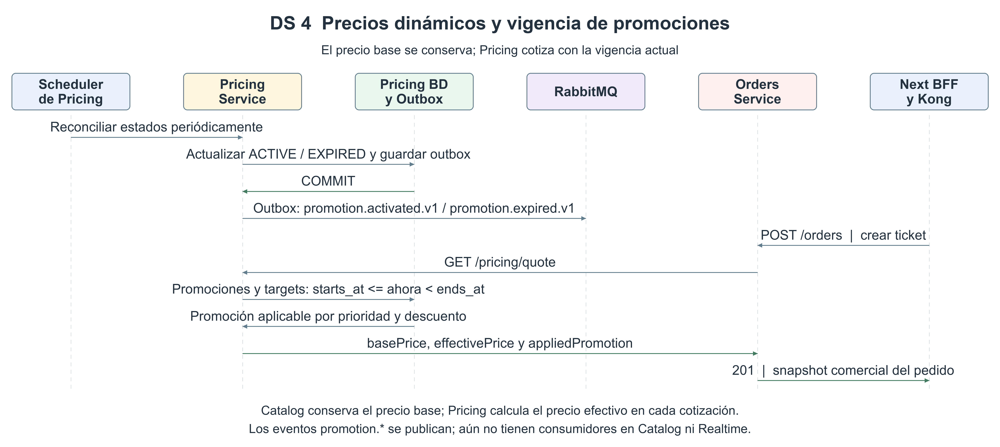 DS 4  Precios dinámicos y vigencia de promociones
El precio base se conserva; Pricing cotiza con la vigencia actual
Scheduler
de Pricing
Pricing
Service
Pricing BD
y Outbox
RabbitMQ
Orders
Service
Next BFF
y Kong
Reconciliar estados periódicamente
Actualizar ACTIVE / EXPIRED y guardar outbox
COMMIT
Outbox: promotion.activated.v1 / promotion.expired.v1
POST /orders  |  crear ticket
GET /pricing/quote
Promociones y targets: starts_at <= ahora < ends_at
Promoción aplicable por prioridad y descuento
basePrice, effectivePrice y appliedPromotion
201  |  snapshot comercial del pedido
Catalog conserva el precio base; Pricing calcula el precio efectivo en cada cotización.
Los eventos promotion.* se publican; aún no tienen consumidores en Catalog ni Realtime.